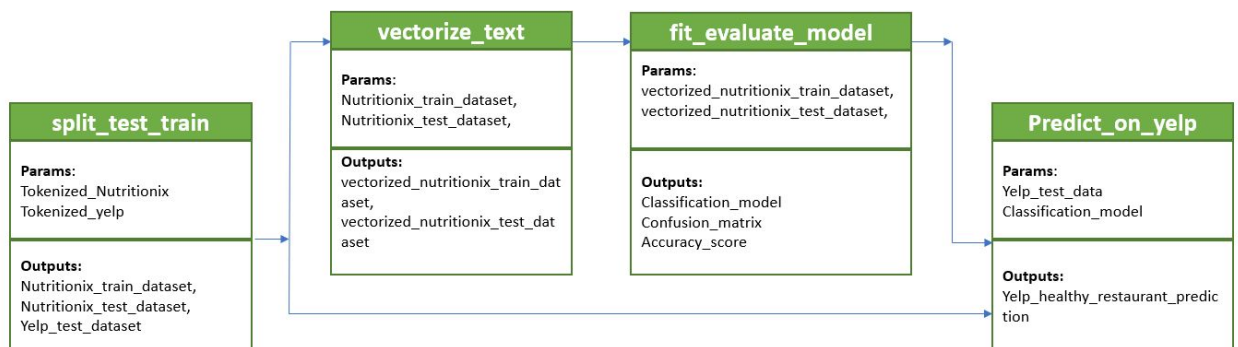 split_test_train
Params:
Tokenized_Nutritionix
Tokenized_yelp
Outputs:
Nutritionix_train_dataset,
Nutritionix_test_dataset,
Yelp_test_dataset
vectorize_text
Params:
Nutritionix_train_dataset,
Nutritionix_test_dataset,
Outputs:
vectorized_nutritionix_train_dat
aset,
vectorized_nutritionix_test_dat
aset
fit_evaluate_model
Params:
vectorized_nutritionix_train_dataset,
vectorized_nutritionix_test_dataset,
Outputs:
Classification_model
Confusion_matrix
Accuracy_score
Predict_on_yelp
Params:
Yelp_test_data
Classification_model
Outputs:
Yelp_healthy_restaurant_predic
tion